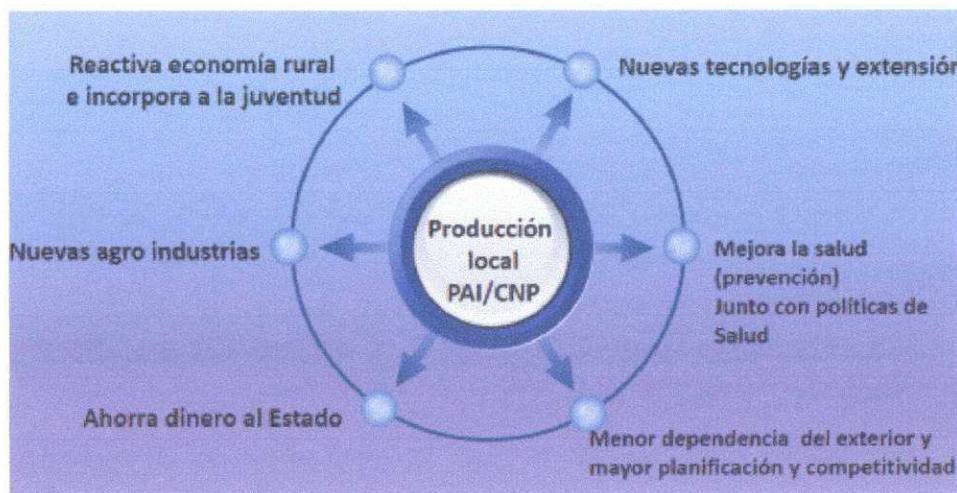 Reactiva economía rural
e incorpora a la juventud
Nuevas tecnologías y extensión
Nuevas agro industrias
Producción
local
PAI/CNP
Mejora la salud
(prevención)
Junto con políticas de
Salud
Ahorra dinero al Estado
Menor dependencia del exterior y
mayor planificación y competitividad